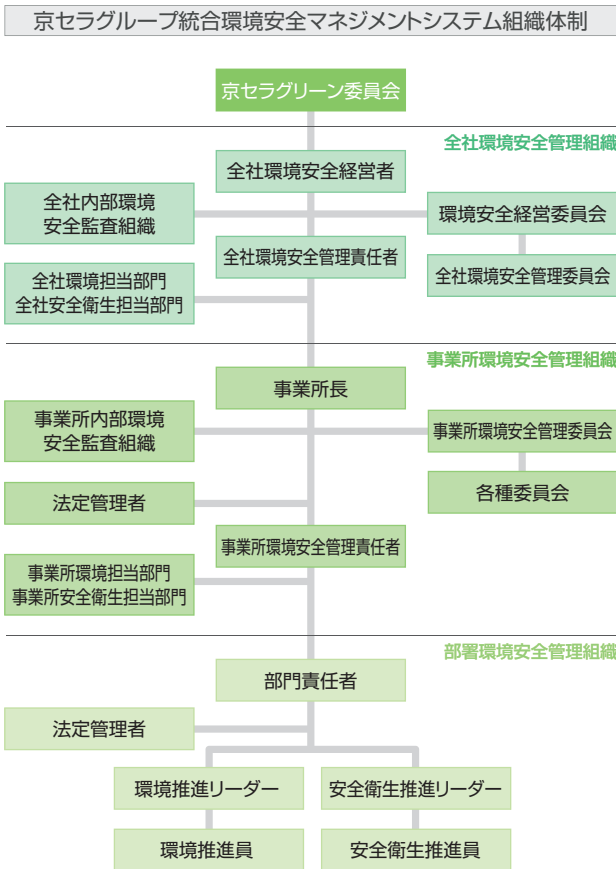 京セラグループ統合環境安全マネジメントシステム組織体制
京セラグリーン委員会
全社環境安全管理組織
全社環境安全経営者
全社内部環境
安全監査組織
環境安全経営委員会
全社環境安全管理責任者
全社環境安全管理委員会
全社環境担当部門
全社安全衛生担当部門
事業所環境安全管理組織
事業所長
事業所内部環境
安全監査組織
事業所環境安全管理委員会
法定管理者
各種委員会
事業所環境安全管理責任者
事業所環境担当部門
事業所安全衛生担当部門
部署環境安全管理組織
部門責任者
法定管理者
環境推進リーダー
安全衛生推進リーダー
環境推進員
安全衛生推進員